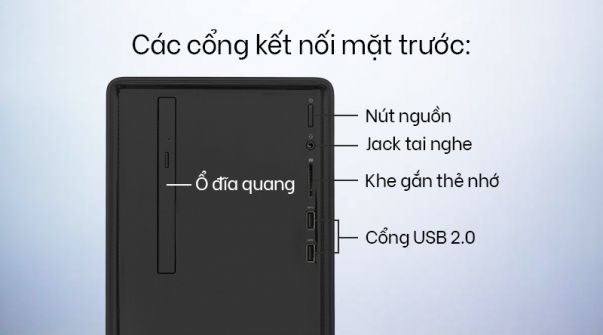 Các cổng kết nối mặt trước:
Nút nguồn
Jack tai nghe
Ổ đĩa quang
Khe gắn thẻ nhớ
Cổng USB 2.0